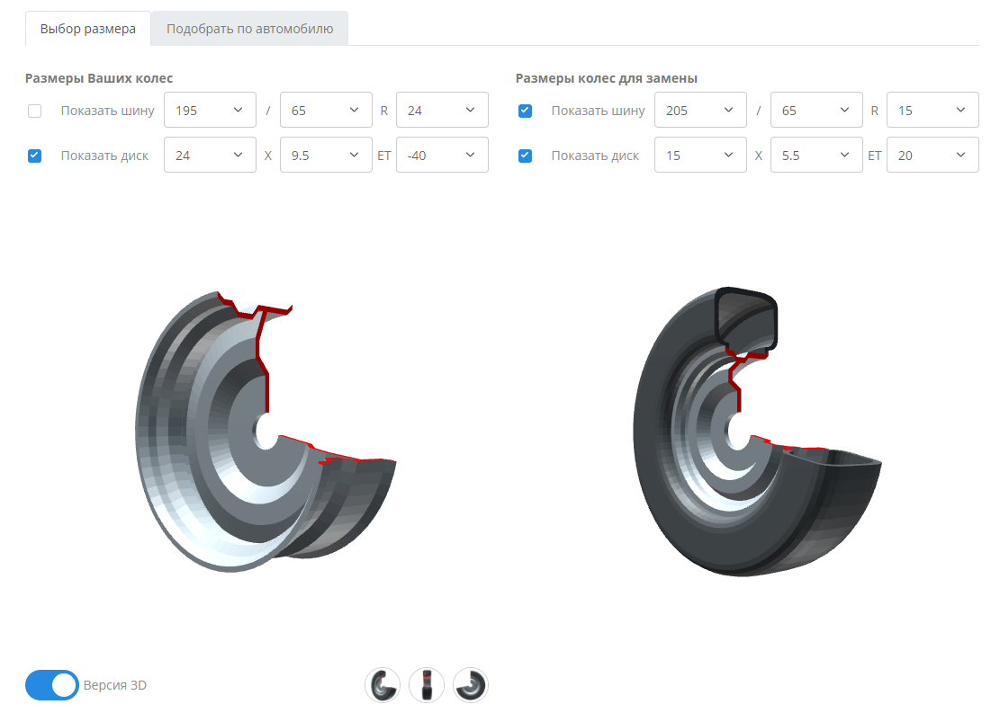 Выбор размера Подобрать по автомобилю
Размеры Ваших колес
Показать шину 195 / 65 R 24
Показать диск 24 X 9.5 ET -40
Размеры колес для замены
Показать шину 205 / 65 R 15
Показать диск 15 X 5.5 ET 20
Версия 3D